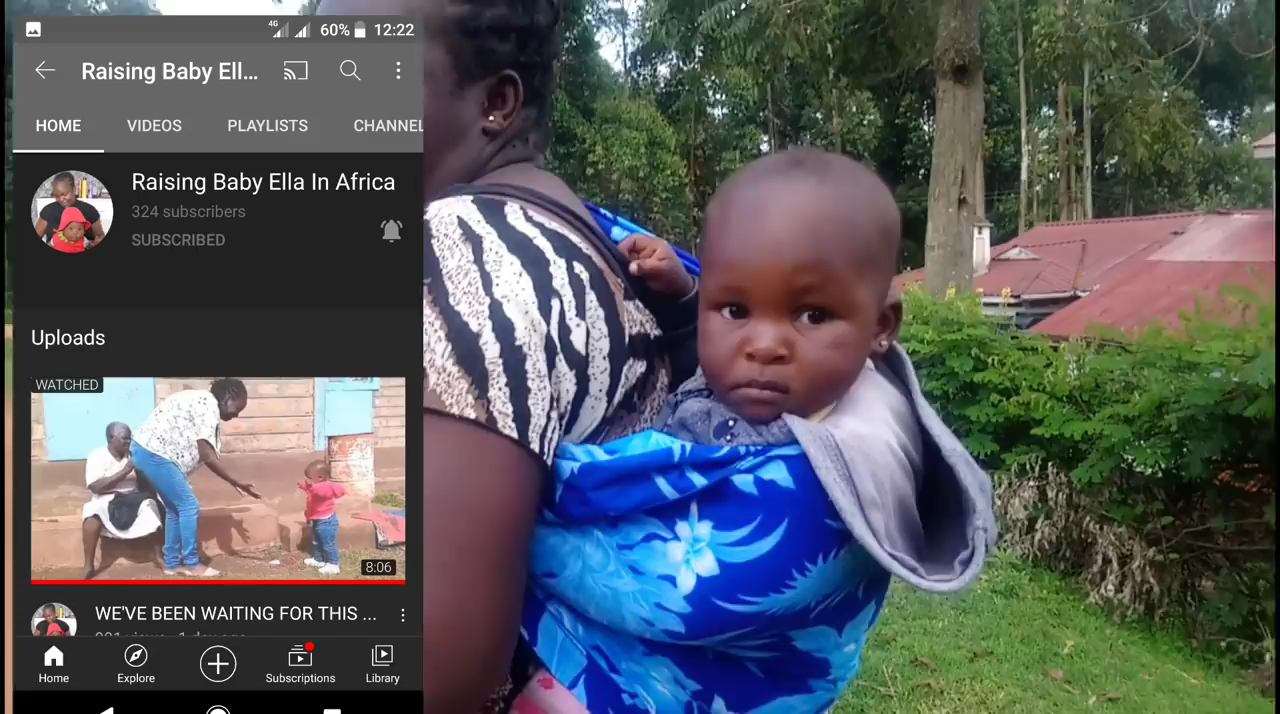 4G 60% 12:22
Raising Baby Ell...
HOME VIDEOS PLAYLISTS CHANNEL
Raising Baby Ella In Africa
324 subscribers
SUBSCRIBED
Uploads
WATCHED
8:06
WE'VE BEEN WAITING FOR THIS ...
Home Explore Subscriptions Library